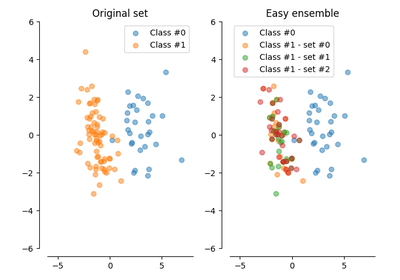 Original set
Easy ensemble
6
Class #0
Class #1
4
2
0
−2
−4
−6
−5
0
5
6
Class #0
Class #1 - set #0
Class #1 - set #1
Class #1 - set #2
4
2
0
−2
−4
−6
−5
0
5